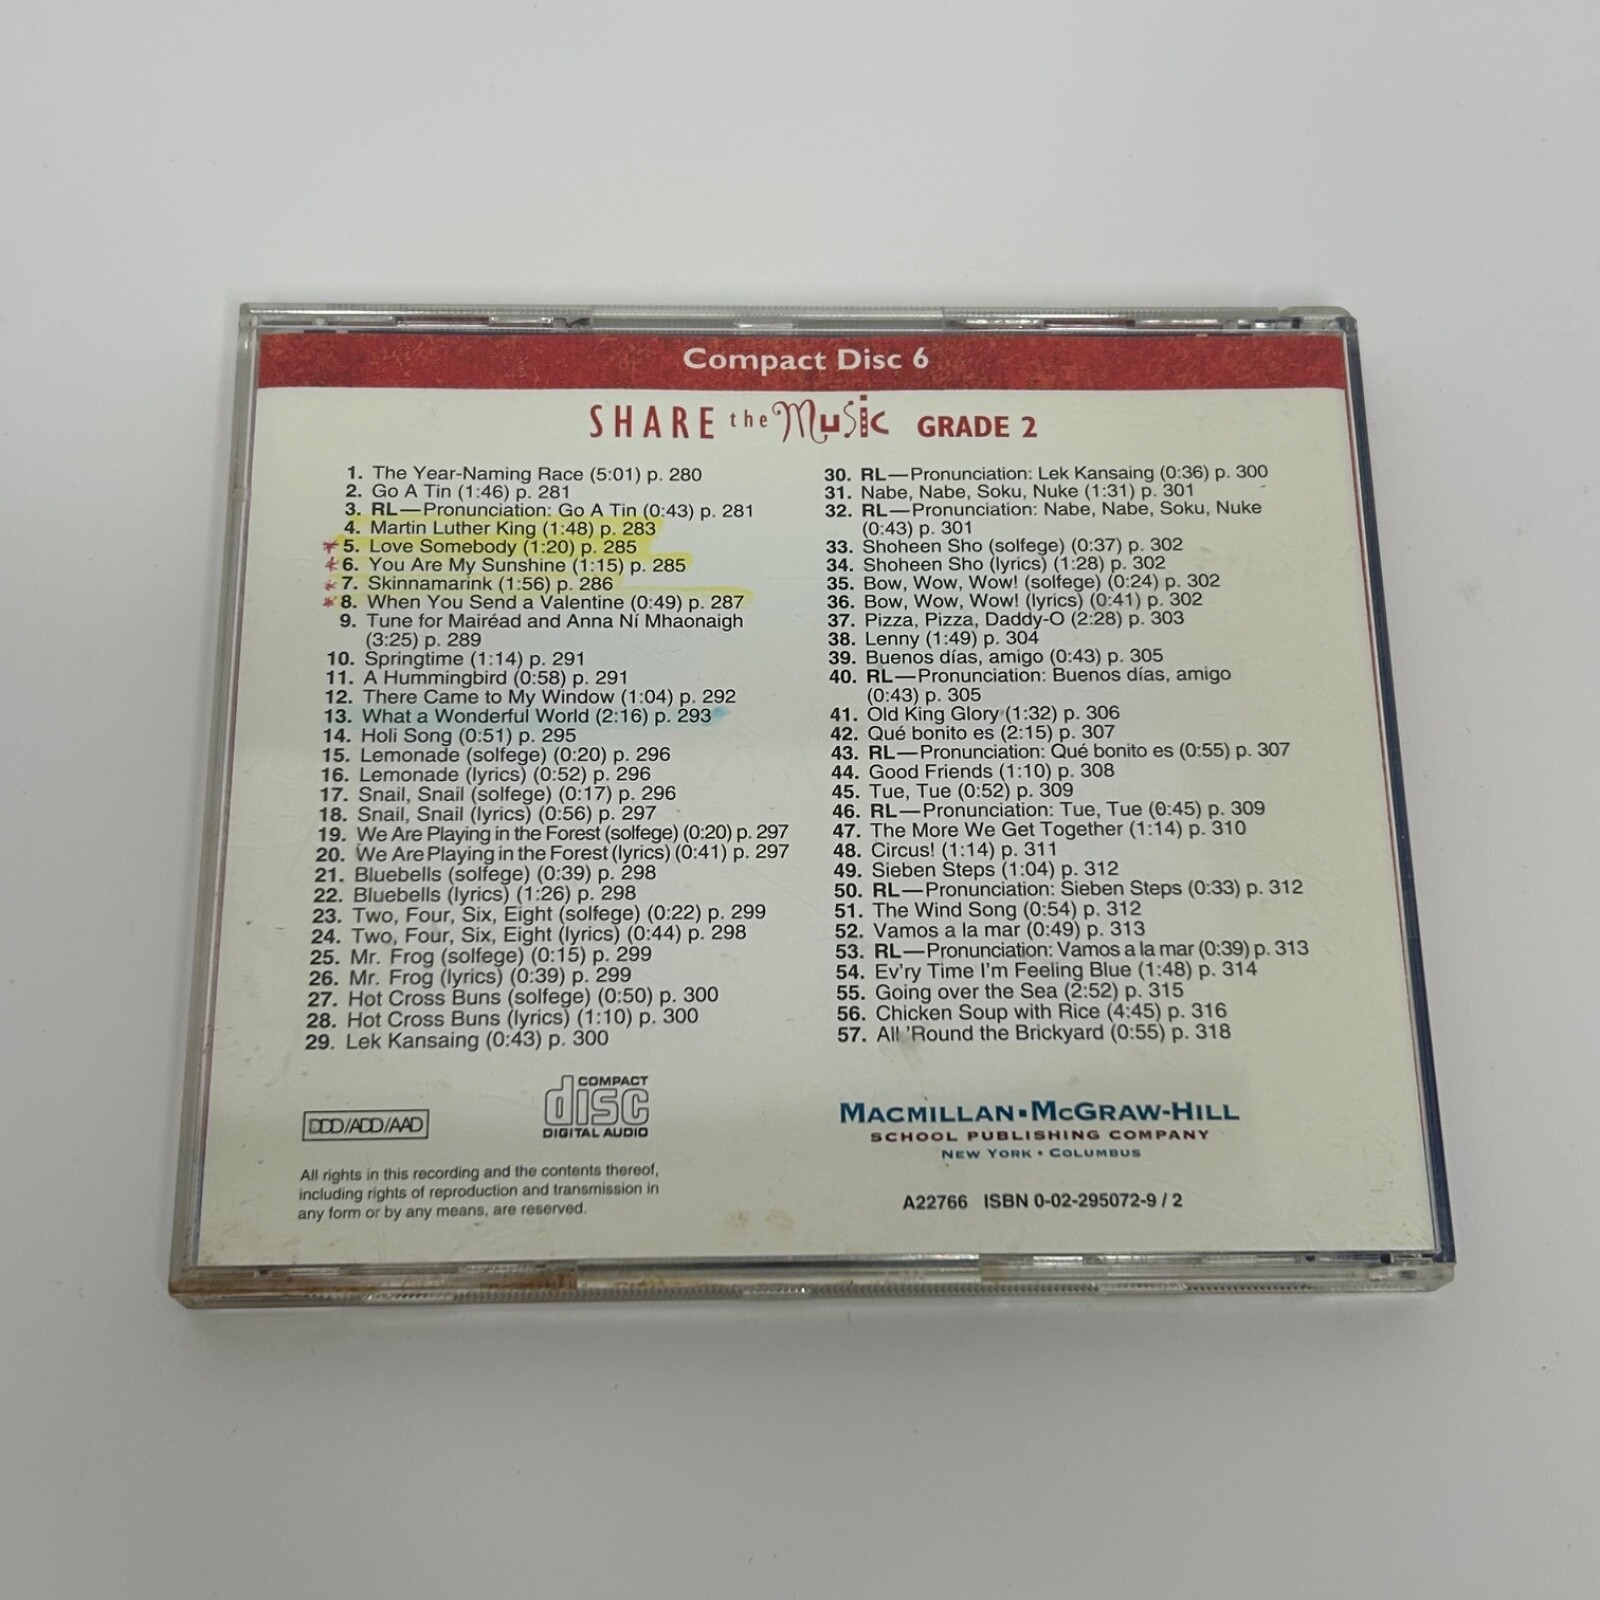 Compact Disc 6
SHARE the MUSiC GRADE 2
1. The Year-Naming Race (5:01) p. 280
2. Go A Tin (1:46) p. 281
3. RL—Pronunciation: Go A Tin (0:43) p. 281
4. Martin Luther King (1:48) p. 283
*5. Love Somebody (1:20) p. 285
*6. You Are My Sunshine (1:15) p. 285
*7. Skinnamarink (1:56) p. 286
*8. When You Send a Valentine (0:49) p. 287
9. Tune for Mairéad and Anna Ní Mhaonaigh
(3:25) p. 289
10. Springtime (1:14) p. 291
11. A Hummingbird (0:58) p. 291
12. There Came to My Window (1:04) p. 292
13. What a Wonderful World (2:16) p. 293
14. Holi Song (0:51) p. 295
15. Lemonade (solfege) (0:20) p. 296
16. Lemonade (lyrics) (0:52) p. 296
17. Snail, Snail (solfege) (0:17) p. 296
18. Snail, Snail (lyrics) (0:56) p. 297
19. We Are Playing in the Forest (solfege) (0:20) p. 297
20. We Are Playing in the Forest (lyrics) (0:41) p. 297
21. Bluebells (solfege) (0:39) p. 298
22. Bluebells (lyrics) (1:26) p. 298
23. Two, Four, Six, Eight (solfege) (0:22) p. 299
24. Two, Four, Six, Eight (lyrics) (0:44) p. 298
25. Mr. Frog (solfege) (0:15) p. 299
26. Mr. Frog (lyrics) (0:39) p. 299
27. Hot Cross Buns (solfege) (0:50) p. 300
28. Hot Cross Buns (lyrics) (1:10) p. 300
29. Lek Kansaing (0:43) p. 300
30. RL—Pronunciation: Lek Kansaing (0:36) p. 300
31. Nabe, Nabe, Soku, Nuke (1:31) p. 301
32. RL—Pronunciation: Nabe, Nabe, Soku, Nuke
(0:43) p. 301
33. Shoheen Sho (solfege) (0:37) p. 302
34. Shoheen Sho (lyrics) (1:28) p. 302
35. Bow, Wow, Wow! (solfege) (0:24) p. 302
36. Bow, Wow, Wow! (lyrics) (0:41) p. 302
37. Pizza, Pizza, Daddy-O (2:28) p. 303
38. Lenny (1:49) p. 304
39. Buenos días, amigo (0:43) p. 305
40. RL—Pronunciation: Buenos días, amigo
(0:43) p. 305
41. Old King Glory (1:32) p. 306
42. Qué bonito es (2:15) p. 307
43. RL—Pronunciation: Qué bonito es (0:55) p. 307
44. Good Friends (1:10) p. 308
45. Tue, Tue (0:52) p. 309
46. RL—Pronunciation: Tue, Tue (0:45) p. 309
47. The More We Get Together (1:14) p. 310
48. Circus! (1:14) p. 311
49. Sieben Steps (1:04) p. 312
50. RL—Pronunciation: Sieben Steps (0:33) p. 312
51. The Wind Song (0:54) p. 312
52. Vamos a la mar (0:49) p. 313
53. RL—Pronunciation: Vamos a la mar (0:39) p. 313
54. Ev'ry Time I'm Feeling Blue (1:48) p. 314
55. Going over the Sea (2:52) p. 315
56. Chicken Soup with Rice (4:45) p. 316
57. All 'Round the Brickyard (0:55) p. 318
DDD/ADD/AAD
COMPACT
disc
DIGITAL AUDIO
All rights in this recording and the contents thereof,
including rights of reproduction and transmission in
any form or by any means, are reserved.
MACMILLAN▪MCGRAW-HILL
SCHOOL PUBLISHING COMPANY
NEW YORK • COLUMBUS
A22766 ISBN 0-02-295072-9 / 2